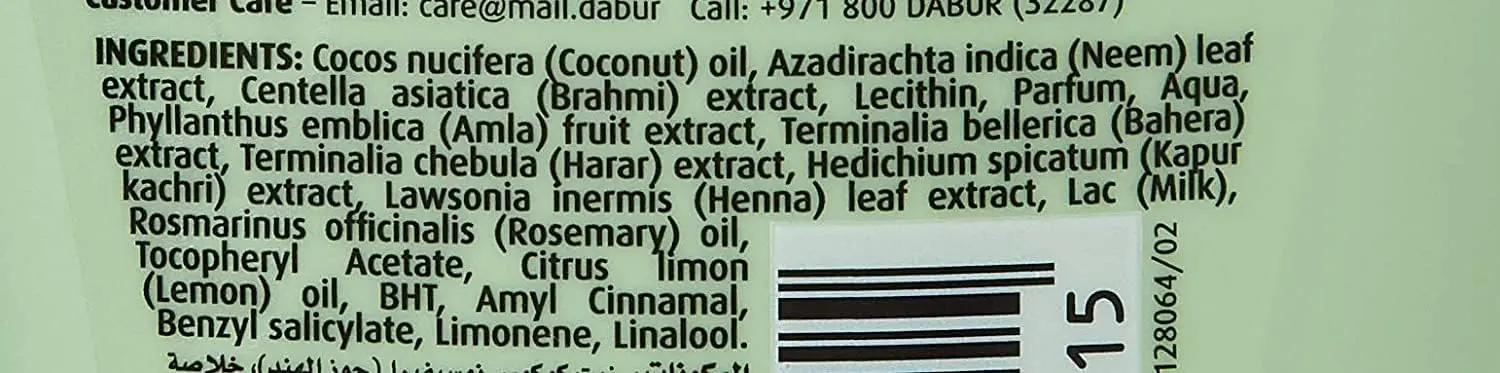 Customer Care – Email: care@mail.dabur Call: +971 800 DABUR (32287)
INGREDIENTS: Cocos nucifera (Coconut) oil, Azadirachta indica (Neem) leaf
extract, Centella asiatica (Brahmi) extract, Lecithin, Parfum, Aqua,
Phyllanthus emblica (Amla) fruit extract, Terminalia bellerica (Bahera)
extract, Terminalia chebula (Harar) extract, Hedichium spicatum (Kapur
kachri) extract, Lawsonia inermis (Henna) leaf extract, Lac (Milk),
Rosmarinus officinalis (Rosemary) oil,
Tocopheryl Acetate, Citrus limon
(Lemon) oil, BHT, Amyl Cinnamal,
Benzyl salicylate, Limonene, Linalool.
(جوز الهند)، خلاصة
15
128064/02